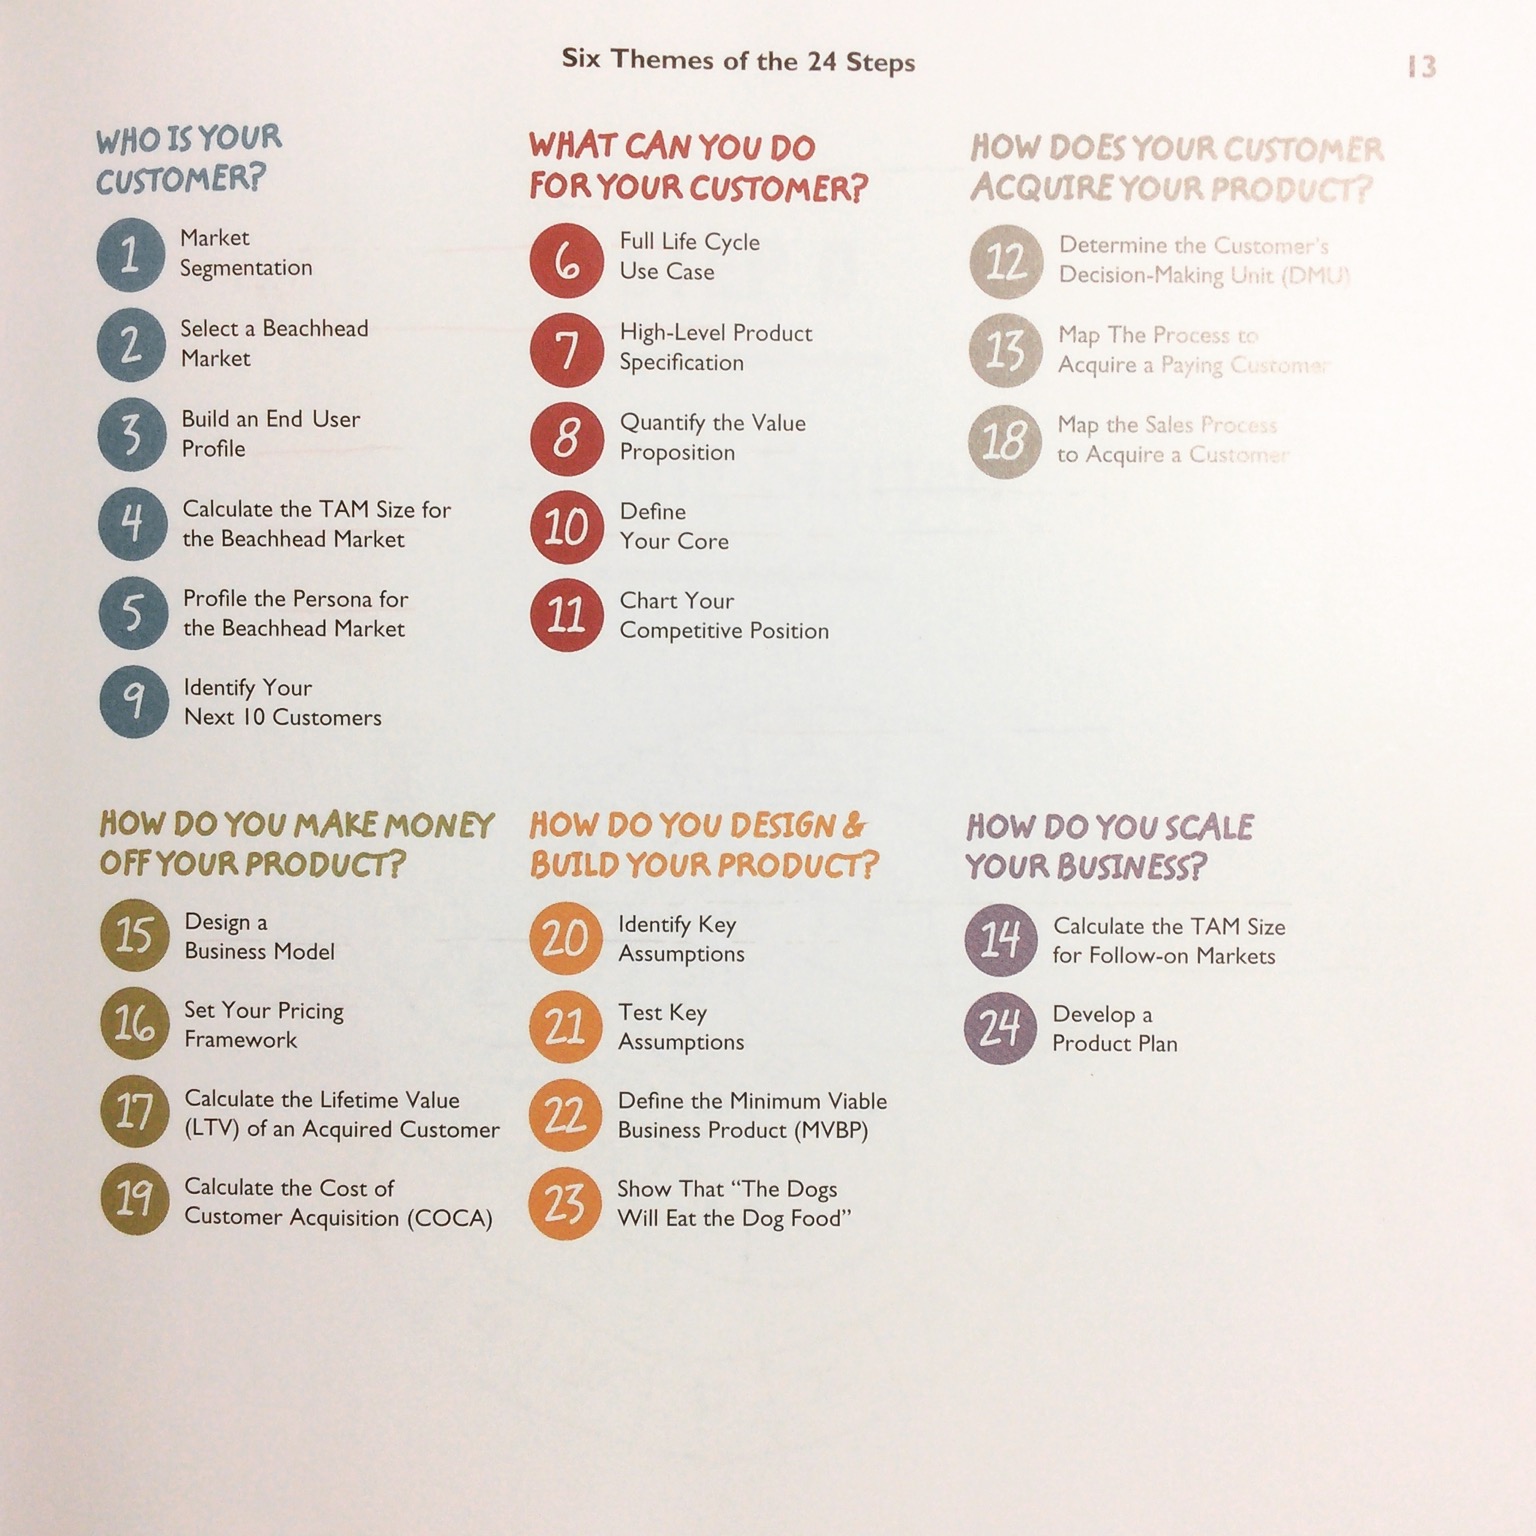 Six Themes of the 24 Steps
13
WHO IS YOUR
CUSTOMER?
1
Market
Segmentation
2
Select a Beachhead
Market
3
Build an End User
Profile
4
Calculate the TAM Size for
the Beachhead Market
5
Profile the Persona for
the Beachhead Market
9
Identify Your
Next 10 Customers
WHAT CAN YOU DO
FOR YOUR CUSTOMER?
6
Full Life Cycle
Use Case
7
High-Level Product
Specification
8
Quantify the Value
Proposition
10
Define
Your Core
11
Chart Your
Competitive Position
HOW DOES YOUR CUSTOMER
ACQUIRE YOUR PRODUCT?
12
Determine the Customer's
Decision-Making Unit (DMU)
13
Map The Process to
Acquire a Paying Customer
18
Map the Sales Process
to Acquire a Customer
HOW DO YOU MAKE MONEY
OFF YOUR PRODUCT?
15
Design a
Business Model
16
Set Your Pricing
Framework
17
Calculate the Lifetime Value
(LTV) of an Acquired Customer
19
Calculate the Cost of
Customer Acquisition (COCA)
HOW DO YOU DESIGN &
BUILD YOUR PRODUCT?
20
Identify Key
Assumptions
21
Test Key
Assumptions
22
Define the Minimum Viable
Business Product (MVBP)
23
Show That “The Dogs
Will Eat the Dog Food”
HOW DO YOU SCALE
YOUR BUSINESS?
14
Calculate the TAM Size
for Follow-on Markets
24
Develop a
Product Plan